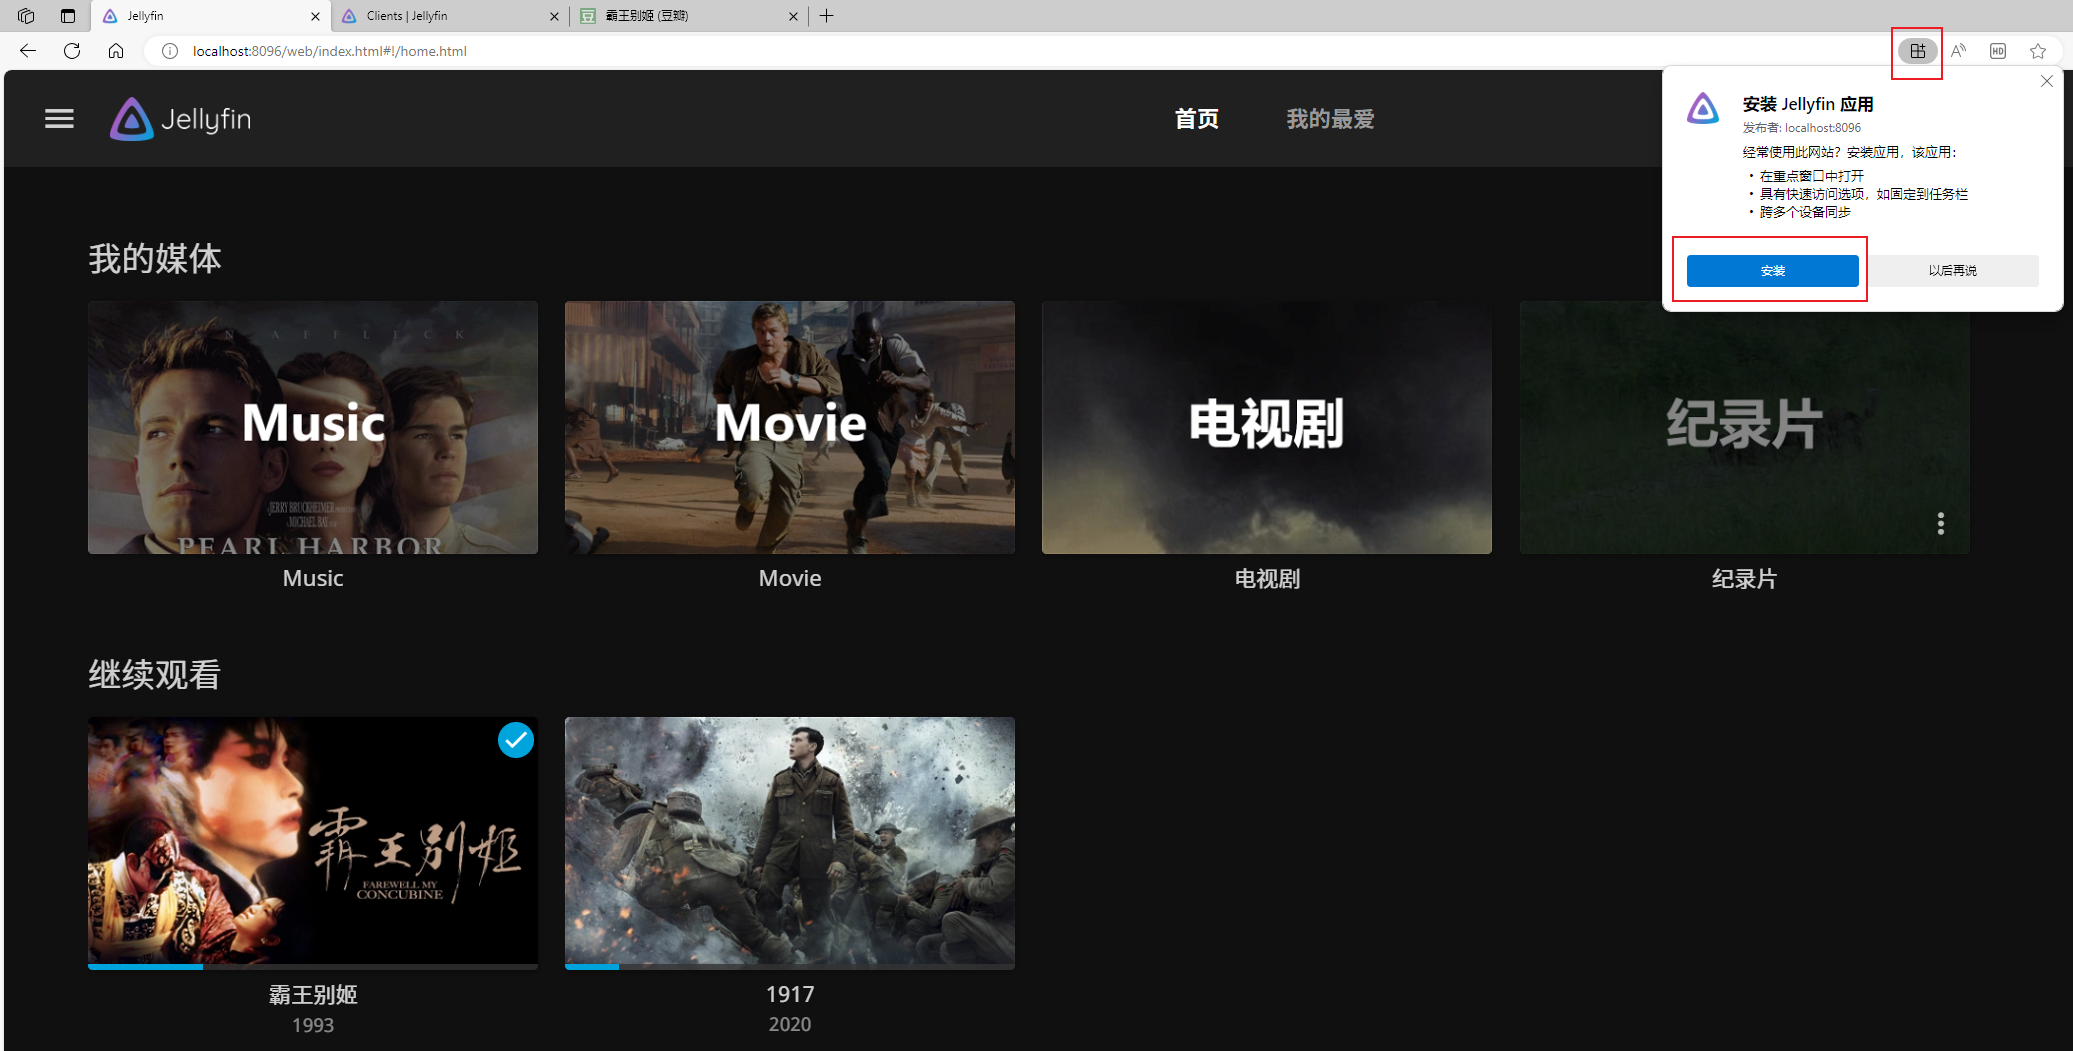 Jellyfin
Clients | Jellyfin
霸王别姬 (豆瓣)
localhost:8096/web/index.html#!/home.html
Jellyfin
首页
我的最爱
安装 Jellyfin 应用
发布者: localhost:8096
经常使用此网站？安装应用，该应用：
• 在重点窗口中打开
• 具有快速访问选项，如固定到任务栏
• 跨多个设备同步
安装
以后再说
我的媒体
N AFFLECK
Music
JERRY BRUCKHEIMER
MICHAEL BAY
PEARL HARBOR
Movie
电视剧
纪录片
Music
Movie
电视剧
纪录片
继续观看
霸王别姬
FAREWELL MY
CONCUBINE
霸王别姬
1993
1917
2020